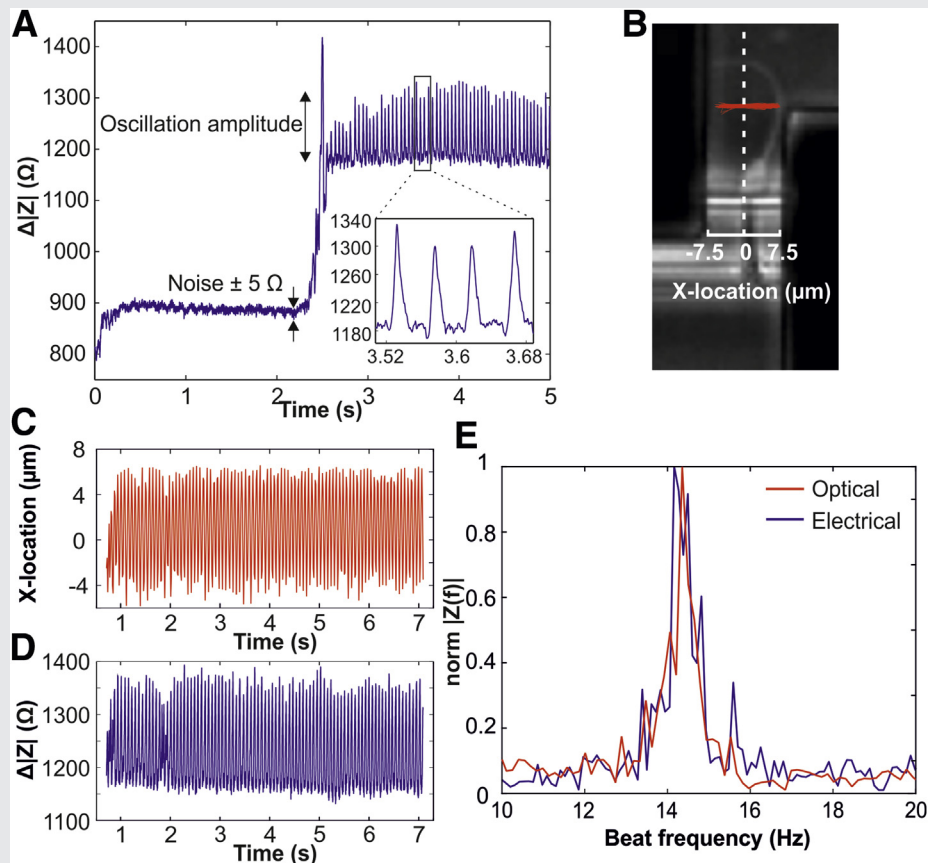 A
1400
1300
1200
1100
1000
900
800
Δ|Z| (Ω)
Oscillation amplitude
Noise ± 5 Ω
1340
1300
1260
1220
1180
3.52
3.6
3.68
0
1
2
3
4
5
Time (s)
B
-7.5 0 7.5
X-location (µm)
C
8
4
0
-4
X-location (µm)
1 2 3 4 5 6 7
Time (s)
D
1400
1300
1200
1100
Δ|Z| (Ω)
1 2 3 4 5 6 7
Time (s)
E
1
0.8
0.6
0.4
0.2
0
norm |Z(f)|
Optical
Electrical
10 12 14 16 18 20
Beat frequency (Hz)